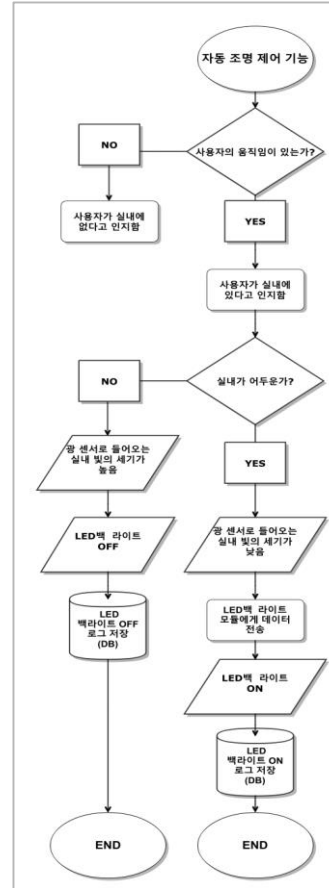 자동 조명 제어 기능
사용자의 움직임이 있는가?
NO
사용자가 실내에
없다고 인지함
YES
사용자가 실내에
있다고 인지함
실내가 어두운가?
NO
광 센서로 들어오는
실내 빛의 세기가
높음
LED백 라이트
OFF
LED
백라이트 OFF
로그 저장
(DB)
END
YES
광 센서로 들어오는
실내 빛의 세기가
낮음
LED백 라이트
모듈에게 데이터
전송
LED백 라이트
ON
LED
백라이트 ON
로그 저장
(DB)
END